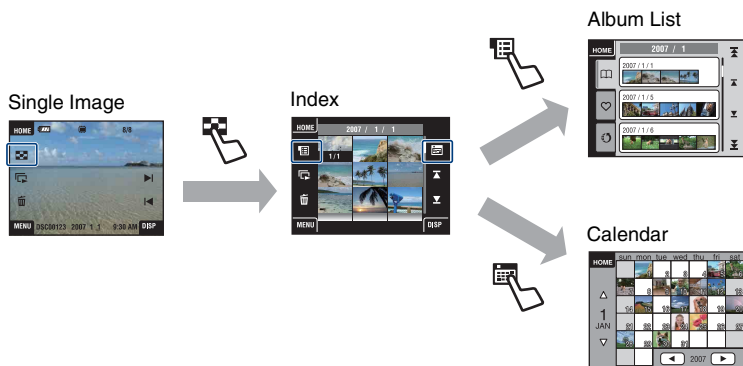 Album List
HOME 2007 / 1
2007 / 1 / 1
2007 / 1 / 5
2007 / 1 / 6
Single Image
HOME 8/8
MENU DSC00123 2007 1 1 9:30 AM DISP
Index
HOME 2007 / 1 / 1
1/1
MENU DISP
Calendar
HOME sun mon tue wed thu fri sat
1
JAN
2007